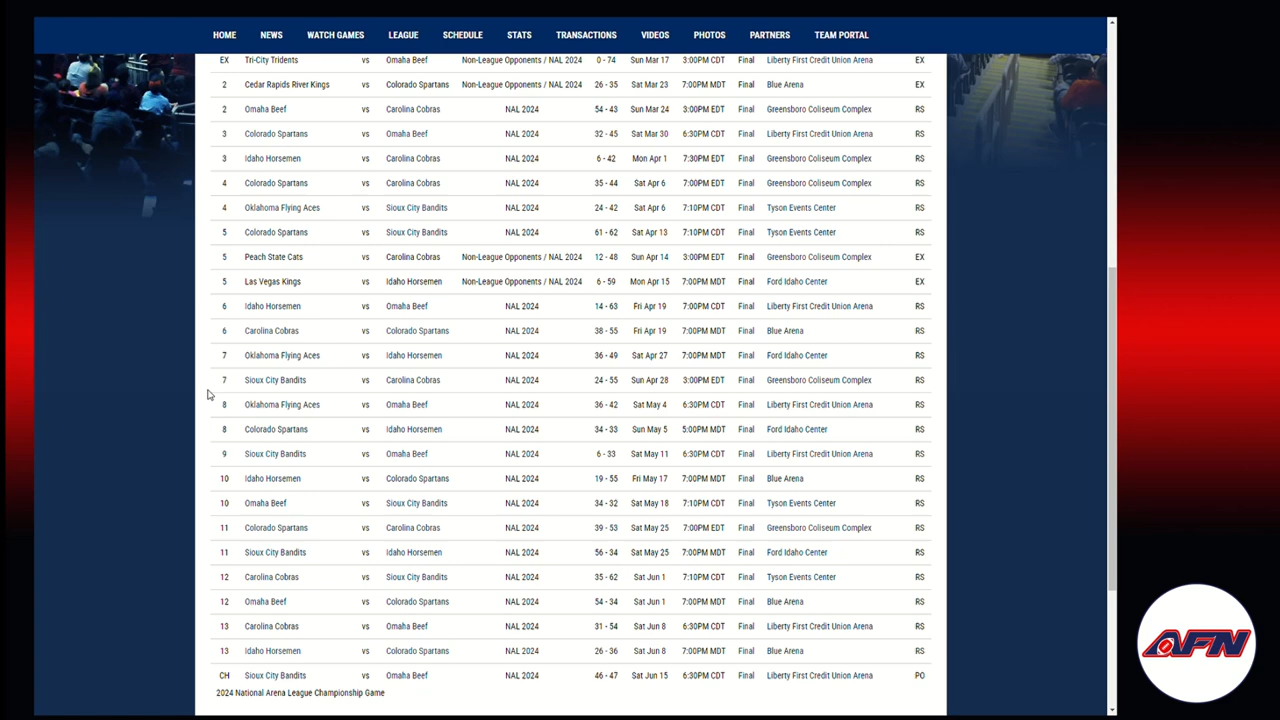 HOME NEWS WATCH GAMES LEAGUE SCHEDULE STATS TRANSACTIONS VIDEOS PHOTOS PARTNERS TEAM PORTAL
EX Tri-City Tridents vs Omaha Beef Non-League Opponents / NAL 2024 0 - 74 Sun Mar 17 3:00PM CDT Final Liberty First Credit Union Arena EX
2 Cedar Rapids River Kings vs Colorado Spartans Non-League Opponents / NAL 2024 26 - 35 Sat Mar 23 7:00PM MDT Final Blue Arena EX
2 Omaha Beef vs Carolina Cobras NAL 2024 54 - 43 Sun Mar 24 3:00PM EDT Final Greensboro Coliseum Complex RS
3 Colorado Spartans vs Omaha Beef NAL 2024 32 - 45 Sat Mar 30 6:30PM CDT Final Liberty First Credit Union Arena RS
3 Idaho Horsemen vs Carolina Cobras NAL 2024 6 - 42 Mon Apr 1 7:30PM EDT Final Greensboro Coliseum Complex RS
4 Colorado Spartans vs Carolina Cobras NAL 2024 35 - 44 Sat Apr 6 7:00PM EDT Final Greensboro Coliseum Complex RS
4 Oklahoma Flying Aces vs Sioux City Bandits NAL 2024 24 - 42 Sat Apr 6 7:10PM CDT Final Tyson Events Center RS
5 Colorado Spartans vs Sioux City Bandits NAL 2024 61 - 62 Sat Apr 13 7:10PM CDT Final Tyson Events Center RS
5 Peach State Cats vs Carolina Cobras Non-League Opponents / NAL 2024 12 - 48 Sun Apr 14 3:00PM EDT Final Greensboro Coliseum Complex EX
5 Las Vegas Kings vs Idaho Horsemen Non-League Opponents / NAL 2024 6 - 59 Mon Apr 15 7:00PM MDT Final Ford Idaho Center EX
6 Idaho Horsemen vs Omaha Beef NAL 2024 14 - 63 Fri Apr 19 7:00PM CDT Final Liberty First Credit Union Arena RS
6 Carolina Cobras vs Colorado Spartans NAL 2024 38 - 55 Fri Apr 19 7:00PM MDT Final Blue Arena RS
7 Oklahoma Flying Aces vs Idaho Horsemen NAL 2024 36 - 49 Sat Apr 27 7:00PM MDT Final Ford Idaho Center RS
7 Sioux City Bandits vs Carolina Cobras NAL 2024 24 - 55 Sun Apr 28 3:00PM EDT Final Greensboro Coliseum Complex RS
8 Oklahoma Flying Aces vs Omaha Beef NAL 2024 36 - 42 Sat May 4 6:30PM CDT Final Liberty First Credit Union Arena RS
8 Colorado Spartans vs Idaho Horsemen NAL 2024 34 - 33 Sun May 5 5:00PM MDT Final Ford Idaho Center RS
9 Sioux City Bandits vs Omaha Beef NAL 2024 6 - 33 Sat May 11 6:30PM CDT Final Liberty First Credit Union Arena RS
10 Idaho Horsemen vs Colorado Spartans NAL 2024 19 - 55 Fri May 17 7:00PM MDT Final Blue Arena RS
10 Omaha Beef vs Sioux City Bandits NAL 2024 34 - 32 Sat May 18 7:10PM CDT Final Tyson Events Center RS
11 Colorado Spartans vs Carolina Cobras NAL 2024 39 - 53 Sat May 25 7:00PM EDT Final Greensboro Coliseum Complex RS
11 Sioux City Bandits vs Idaho Horsemen NAL 2024 56 - 34 Sat May 25 7:00PM MDT Final Ford Idaho Center RS
12 Carolina Cobras vs Sioux City Bandits NAL 2024 35 - 62 Sat Jun 1 7:10PM CDT Final Tyson Events Center RS
12 Omaha Beef vs Colorado Spartans NAL 2024 54 - 34 Sat Jun 1 7:00PM MDT Final Blue Arena RS
13 Carolina Cobras vs Omaha Beef NAL 2024 31 - 54 Sat Jun 8 6:30PM CDT Final Liberty First Credit Union Arena RS
13 Idaho Horsemen vs Colorado Spartans NAL 2024 26 - 36 Sat Jun 8 7:00PM MDT Final Blue Arena RS
CH Sioux City Bandits vs Omaha Beef NAL 2024 46 - 47 Sat Jun 15 6:30PM CDT Final Liberty First Credit Union Arena PO
2024 National Arena League Championship Game
AFN